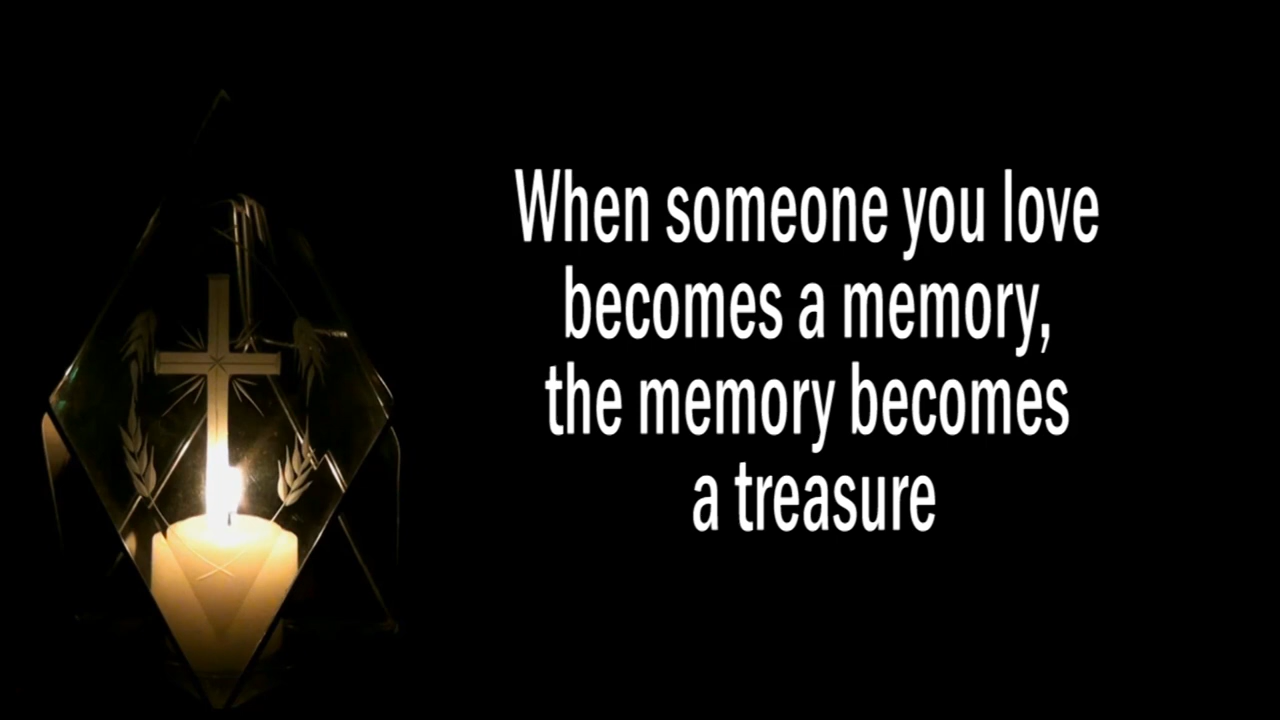 When someone you love
becomes a memory,
the memory becomes
a treasure